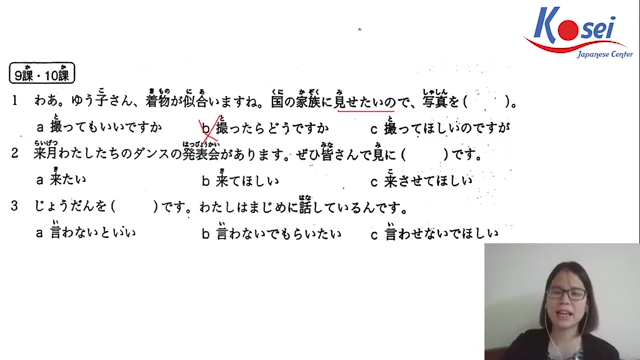 Kosei
Japanese Center
9課・10課
1 わあ。ゆう子さん、着物が似合いますね。国の家族に見せたいので、写真を( )。
a 撮ってもいいですか b 撮ったらどうですか c 撮ってほしいのですが
2 来月わたしたちのダンスの発表会があります。ぜひ皆さんで見に( )です。
a 来たい b 来てほしい c 来させてほしい
3 じょうだんを( )です。わたしはまじめに話しているんです。
a 言わないといい b 言わないでもらいたい c 言わせないでほしい